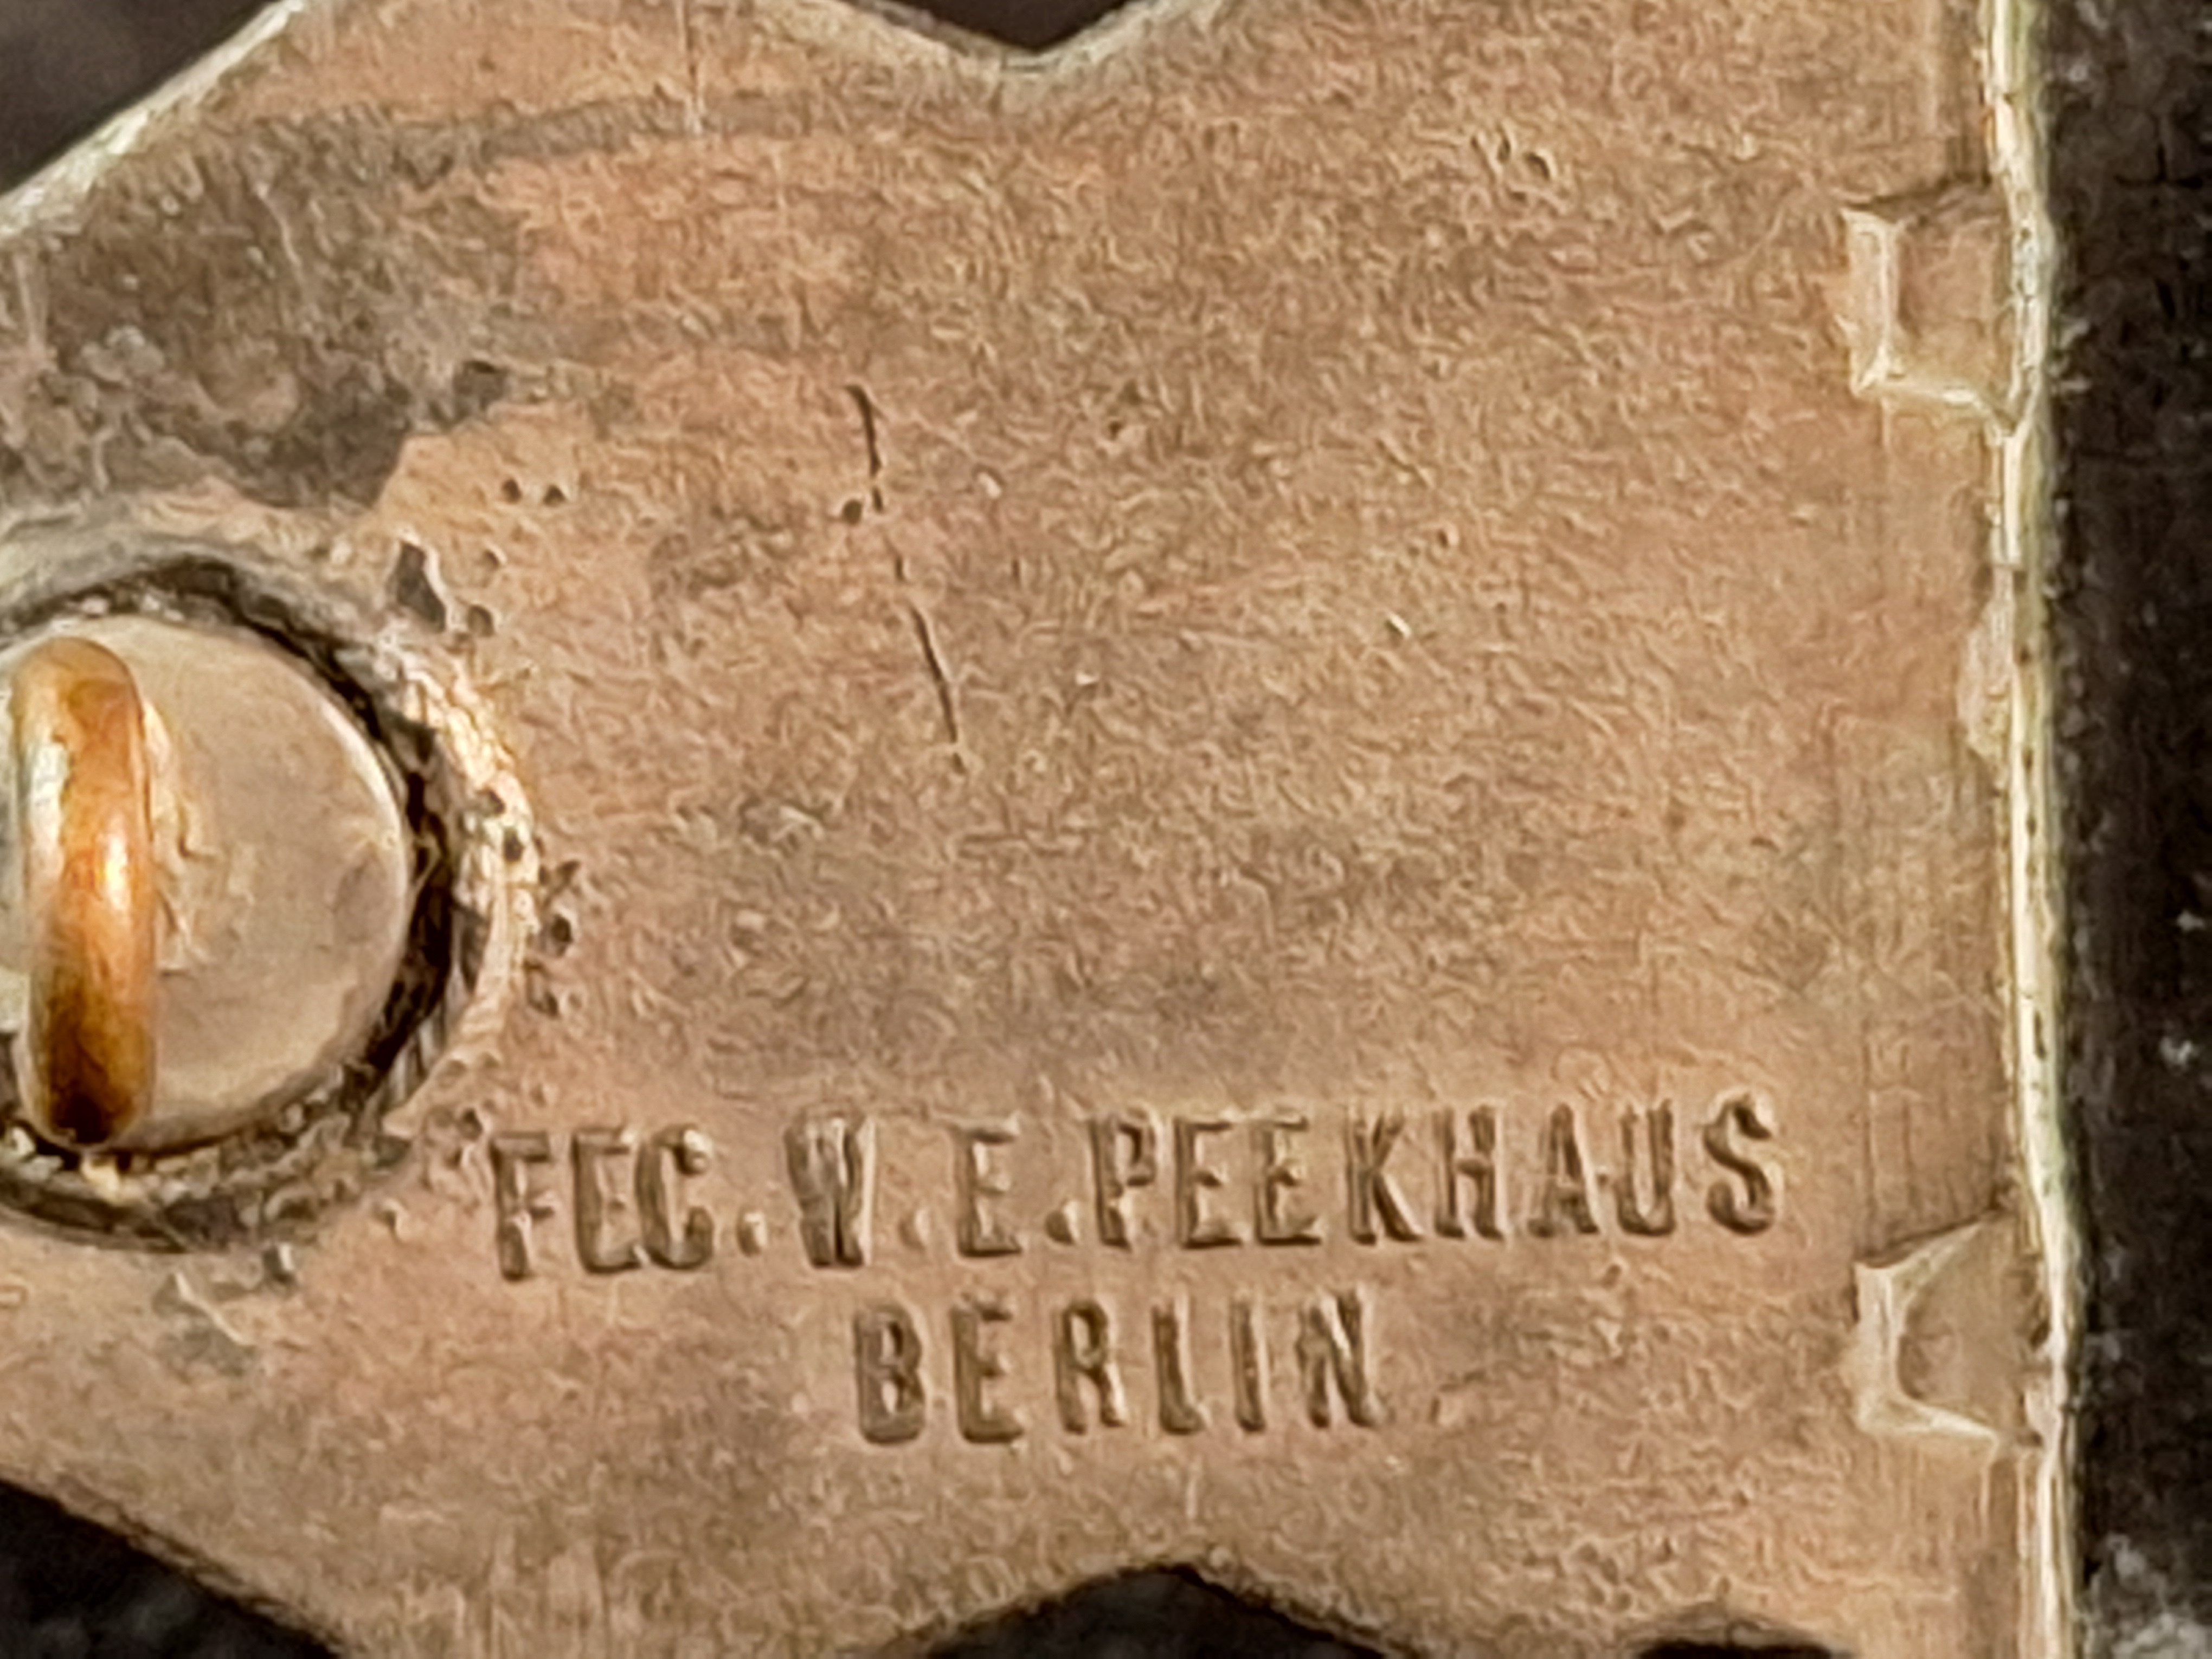 FEC. W. E. PEEKHAUS
BERLIN